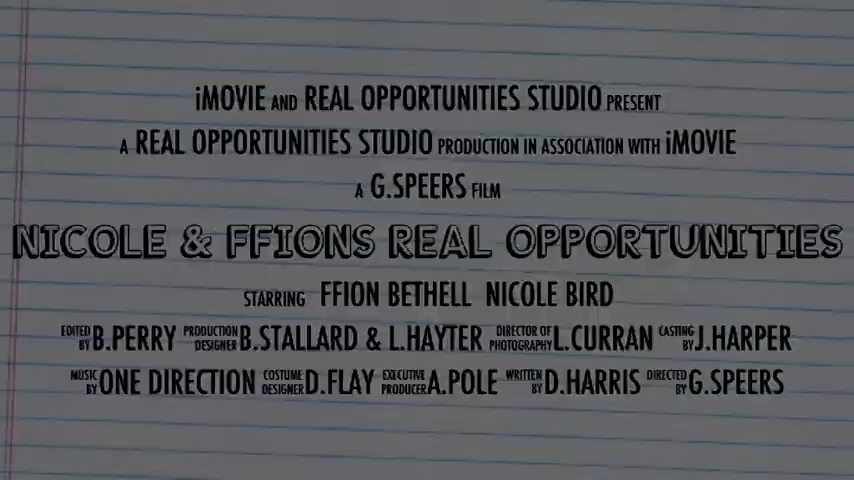 iMOVIE AND REAL OPPORTUNITIES STUDIO PRESENT
A REAL OPPORTUNITIES STUDIO PRODUCTION IN ASSOCIATION WITH iMOVIE
A G.SPEERS FILM
NICOLE & FFIONS REAL OPPORTUNITIES
STARRING FFION BETHELL NICOLE BIRD
EDITED BY B.PERRY PRODUCTION DESIGNER B.STALLARD & L.HAYTER DIRECTOR OF PHOTOGRAPHY L.CURRAN CASTING BY J.HARPER
MUSIC BY ONE DIRECTION COSTUME DESIGNER D.FLAY EXECUTIVE PRODUCER A.POLE WRITTEN BY D.HARRIS DIRECTED BY G.SPEERS